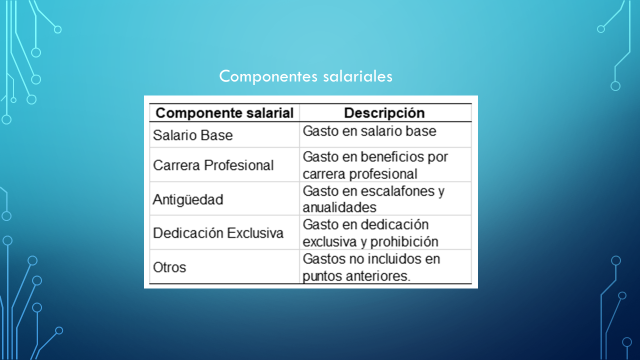 Componentes salariales
Componente salarial Descripción
Salario Base Gasto en salario base
Carrera Profesional Gasto en beneficios por
carrera profesional
Antigüedad Gasto en escalafones y
anualidades
Dedicación Exclusiva Gasto en dedicación
exclusiva y prohibición
Otros Gastos no incluidos en
puntos anteriores.